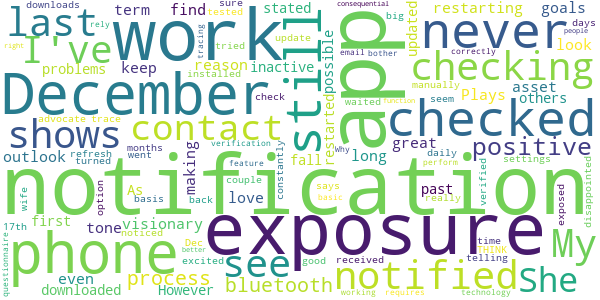 downloads last work term find I've problems keep reason inactive
stated tested tried update installed restarted possible still app
sure restarting goals days rely tracing big email bother consequential
never updated look people correctly right manually
December checking asset others check waited seem
shows contact checked Plays function
advocate trace verification great daily settings
outlook refresh turned months went making fall long positive
notification
wife option As basis back feature couple constantly says past really perform basic verified exposed disappointed
17th first tone visionary love
phone exposure My
even noticed Dec better excited good received time THINK telling
questionnaire downloaded process However see bluetooth notified She
working requires technology Why